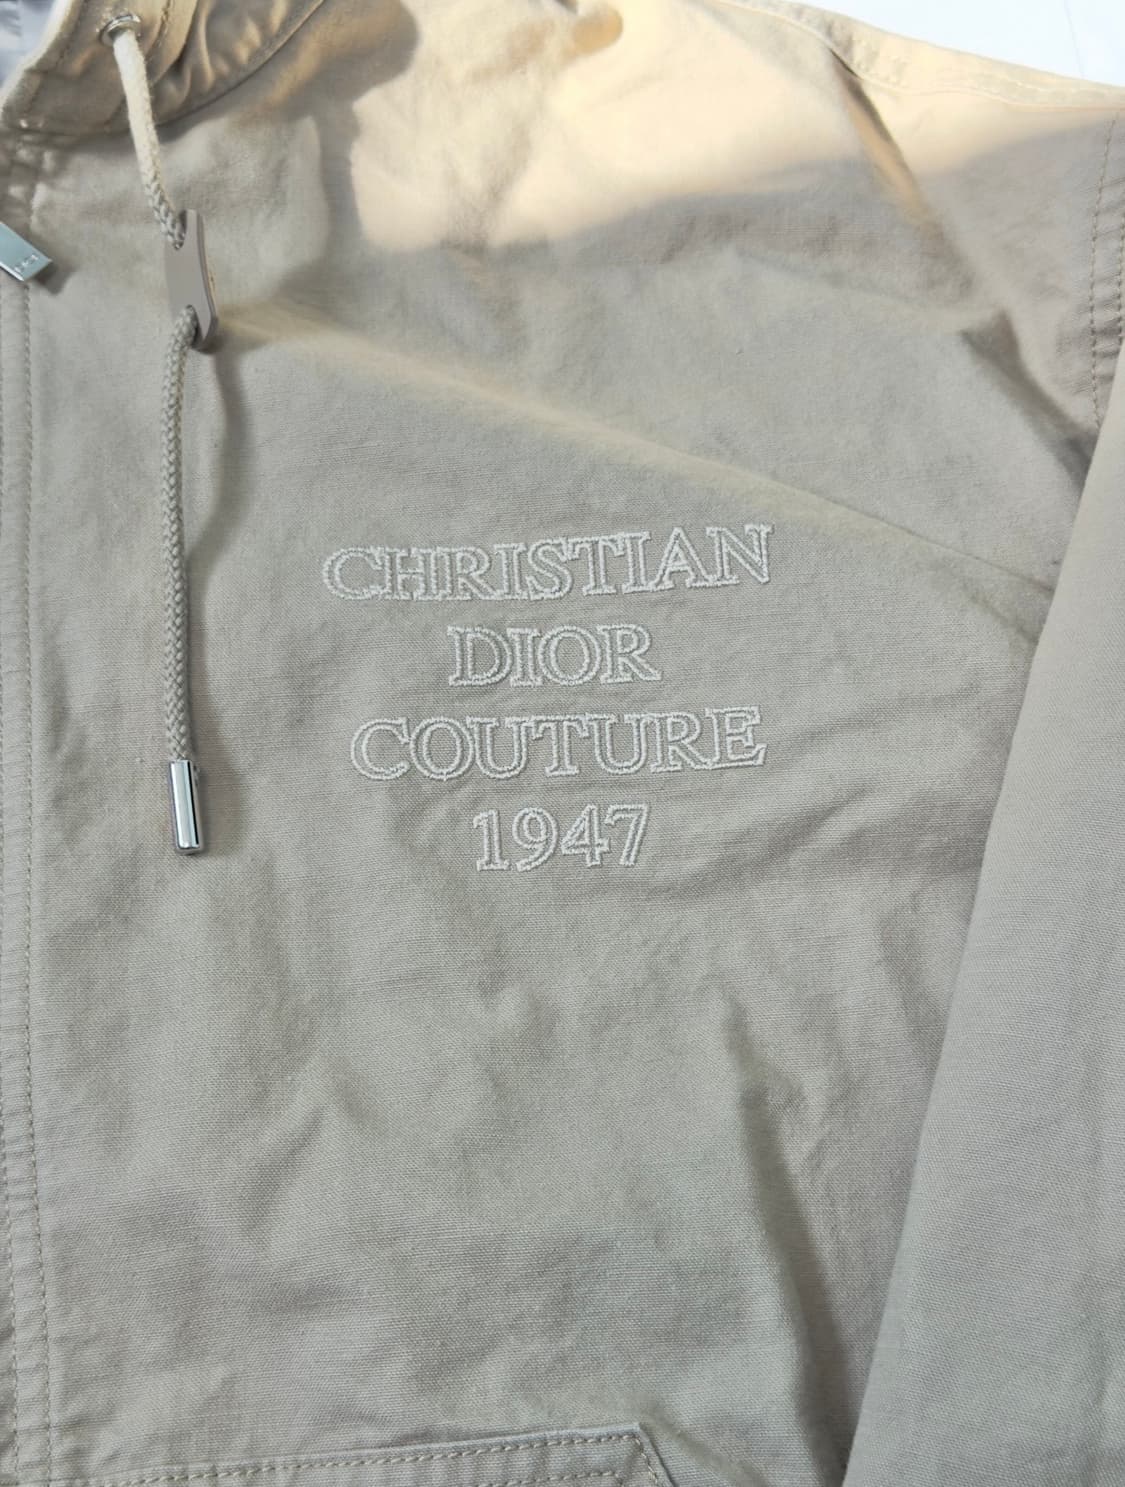 CHRISTIAN
DIOR
COUTURE
1947